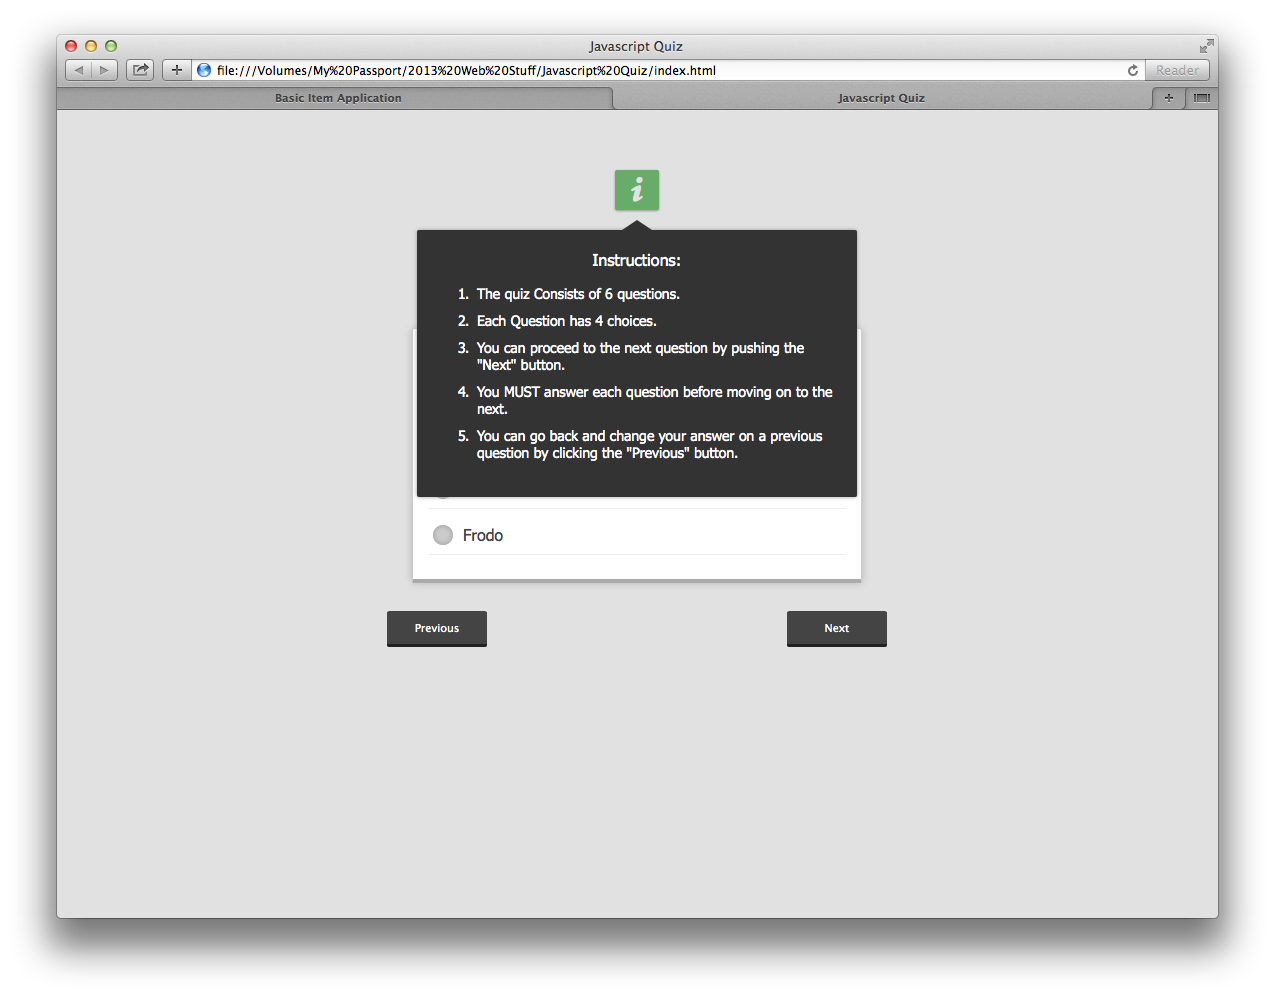 Javascript Quiz
file:///Volumes/My%20Passport/2013%20Web%20Stuff/Javascript%20Quiz/index.html
Reader
Basic Item Application
Javascript Quiz
i
Instructions:
1. The quiz Consists of 6 questions.
2. Each Question has 4 choices.
3. You can proceed to the next question by pushing the
"Next" button.
4. You MUST answer each question before moving on to the
next.
5. You can go back and change your answer on a previous
question by clicking the "Previous" button.
Frodo
Previous
Next